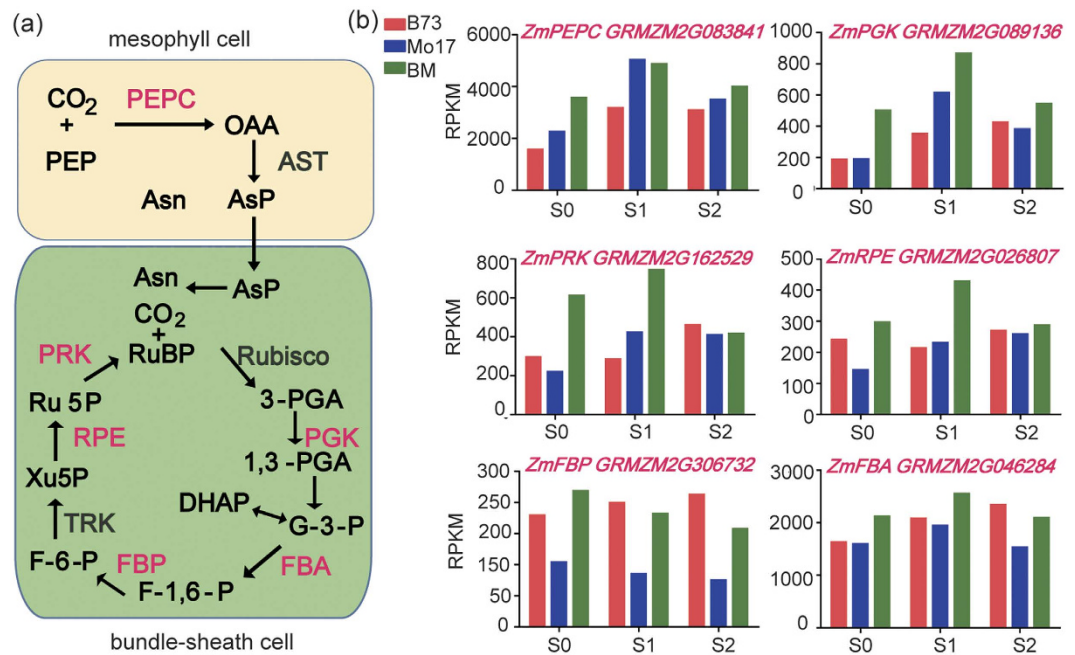 (a)
mesophyll cell
CO2
+
PEP
PEPC
OAA
AST
Asn
AsP
Asn
AsP
CO2
+
RuBP
Rubisco
PRK
3-PGA
Ru 5P
PGK
RPE
1,3 -PGA
Xu5P
DHAP
G-3-P
TRK
F-6-P
FBP
FBA
F-1,6-P
bundle-sheath cell
(b)
B73
Mo17
BM
ZmPEPC GRMZM2G083841
RPKM
6000
4000
2000
0
S0 S1 S2
ZmPGK GRMZM2G089136
1000
800
600
400
200
0
S0 S1 S2
ZmPRK GRMZM2G162529
RPKM
800
600
400
200
0
S0 S1 S2
ZmRPE GRMZM2G026807
500
400
300
200
100
0
S0 S1 S2
ZmFBP GRMZM2G306732
RPKM
300
250
150
100
50
0
S0 S1 S2
ZmFBA GRMZM2G046284
3000
2000
1000
0
S0 S1 S2